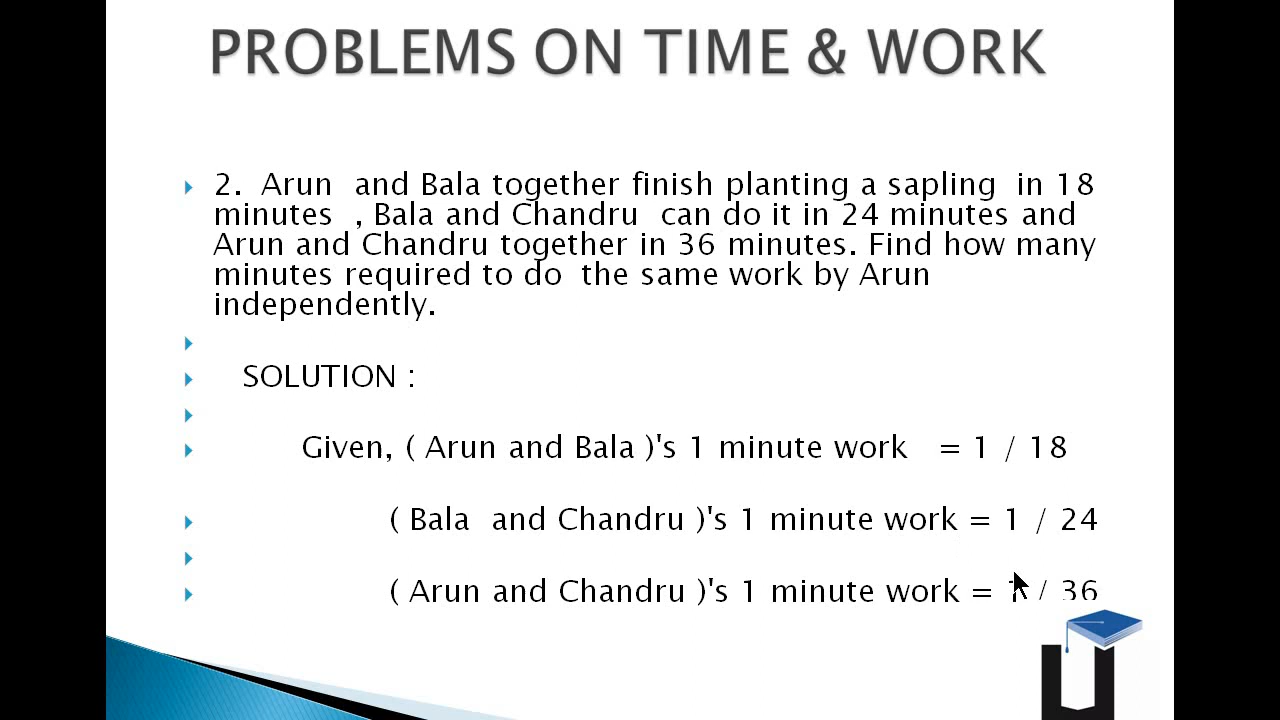 PROBLEMS ON TIME & WORK
2. Arun and Bala together finish planting a sapling in 18
minutes , Bala and Chandru can do it in 24 minutes and
Arun and Chandru together in 36 minutes. Find how many
minutes required to do the same work by Arun
independently.
SOLUTION :
Given, ( Arun and Bala )'s 1 minute work = 1 / 18
( Bala and Chandru )'s 1 minute work = 1 / 24
( Arun and Chandru )'s 1 minute work = 1 / 36
U